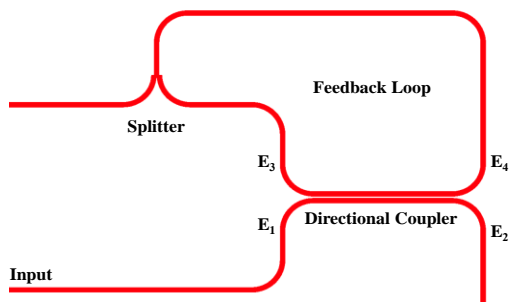 Feedback Loop
Splitter
E₃
E₄
E₁
Directional Coupler
E₂
Input